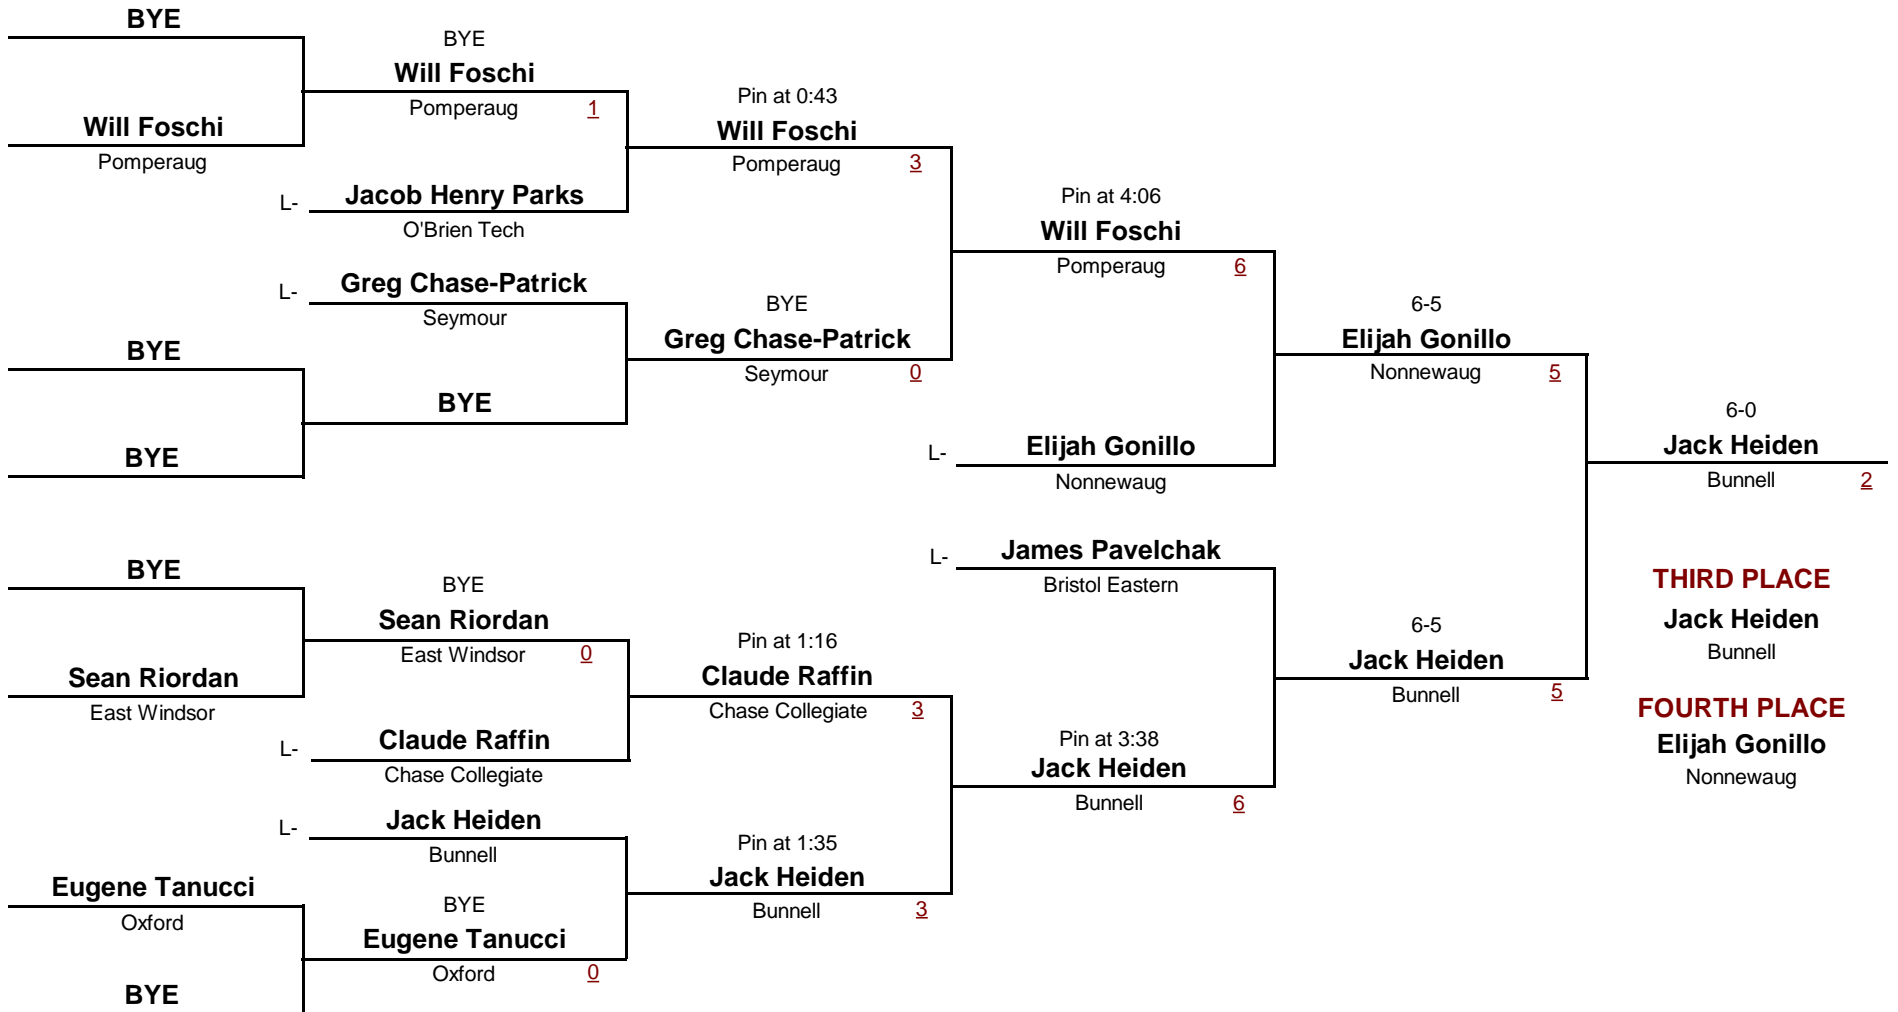 BYE
Will Foschi
Pomperaug
BYE
BYE
BYE
Sean Riordan
East Windsor
Eugene Tanucci
Oxford
BYE
BYE
Will Foschi
Pomperaug
1
L-
Jacob Henry Parks
O'Brien Tech
L-
Greg Chase-Patrick
Seymour
BYE
BYE
Sean Riordan
East Windsor
0
L-
Claude Raffin
Chase Collegiate
L-
Jack Heiden
Bunnell
BYE
Eugene Tanucci
Oxford
0
Pin at 0:43
Will Foschi
Pomperaug
3
BYE
Greg Chase-Patrick
Seymour
0
Pin at 1:16
Claude Raffin
Chase Collegiate
3
Pin at 1:35
Jack Heiden
Bunnell
3
Pin at 4:06
Will Foschi
Pomperaug
6
L-
Elijah Gonillo
Nonnewaug
L-
James Pavelchak
Bristol Eastern
Pin at 3:38
Jack Heiden
Bunnell
6
6-5
Elijah Gonillo
Nonnewaug
5
6-5
Jack Heiden
Bunnell
5
6-0
Jack Heiden
Bunnell
2
THIRD PLACE
Jack Heiden
Bunnell
FOURTH PLACE
Elijah Gonillo
Nonnewaug